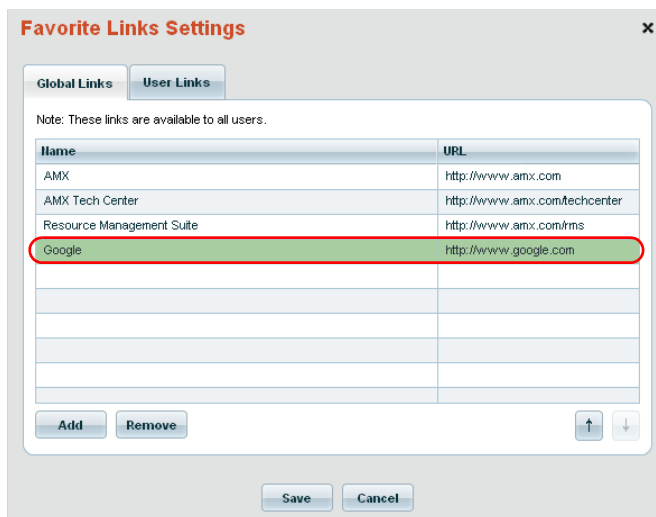 Favorite Links Settings
Global Links User Links
Note: These links are available to all users.
Name URL
AMX http://www.amx.com
AMX Tech Center http://www.amx.com/techcenter
Resource Management Suite http://www.amx.com/rms
Google http://www.google.com
Add Remove
Save Cancel